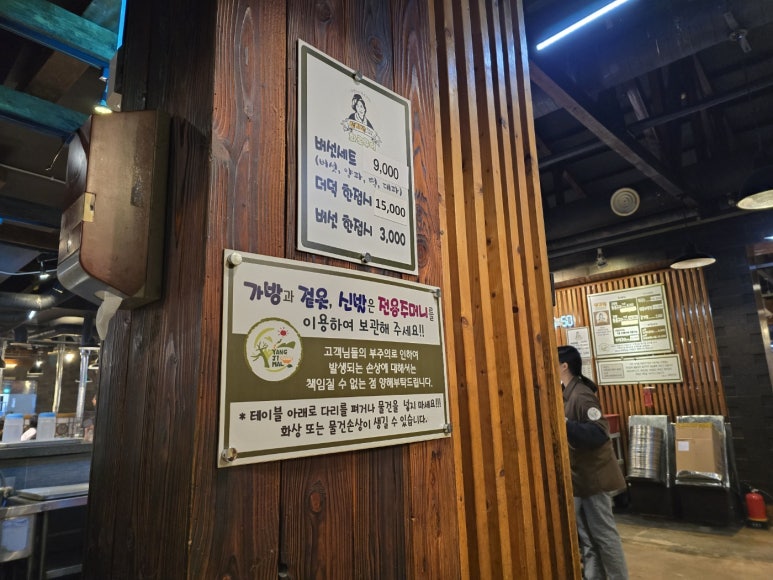 버섯세트 9,000
(버섯, 양파, 떡, 대파)
더덕 한접시 15,000
버섯 한접시 3,000
가방과 겉옷, 신발은 전용주머니를
이용하여 보관해 주세요!!
YANG
JI
MAL
고객님들의 부주의로 인하여
발생되는 손상에 대해서는
책임질 수 없는 점 양해부탁드립니다.
* 테이블 아래로 다리를 펴거나 물건을 넣지 마세요!!!
화상 또는 물건손상이 생길 수 있습니다.